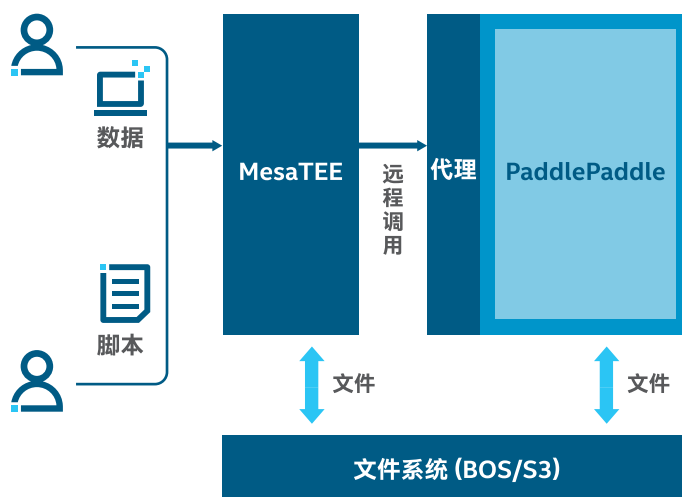 数据
脚本
MesaTEE
远程调用
代理
PaddlePaddle
文件
文件
文件系统 (BOS/S3)